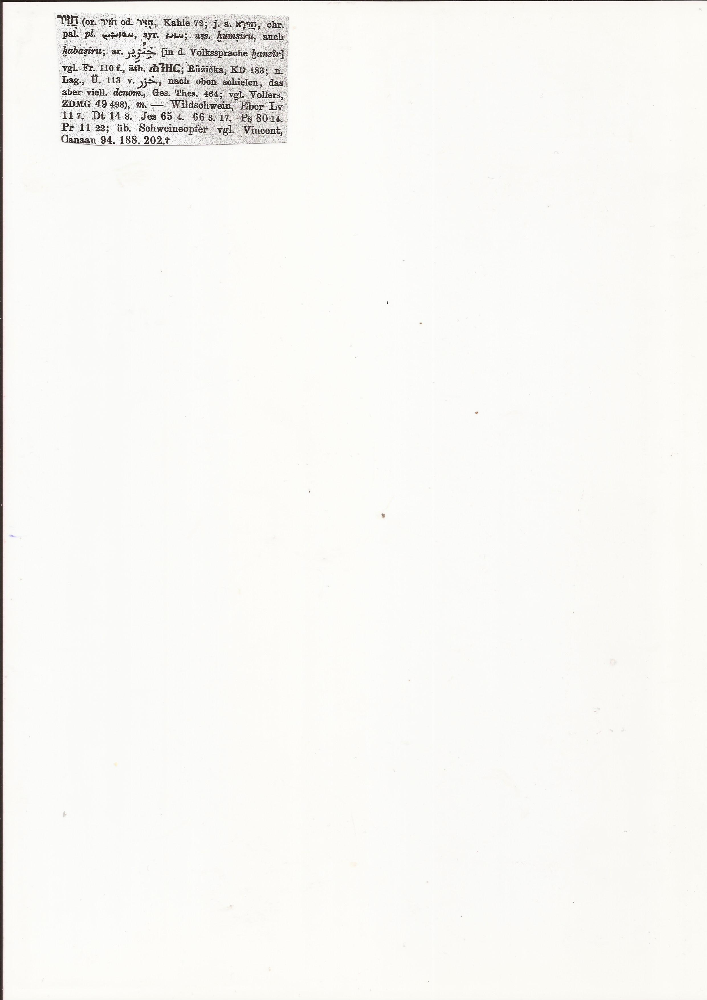 חֲזִיר (or. חזיר od. חזיר, Kahle 72; j. a. חֲזִירָא, chr.
pal. pl. , syr. ; ass. ḫumṣiru, auch
ḫabaṣiru; ar. خِنْزِيرٌ [in d. Volkssprache ḫanzîr]
vgl. Fr. 110 f., äth. ሐንዘር; Růžička, KD 183; n.
Lag., Ü. 113 v. خزر, nach oben schielen, das
aber viell. denom., Ges. Thes. 464; vgl. Vollers,
ZDMG 49 498), m. — Wildschwein, Eber Lv
11 7. Dt 14 8. Jes 65 4. 66 3. 17. Ps 80 14.
Pr 11 22; üb. Schweineopfer vgl. Vincent,
Canaan 94. 188. 202.†